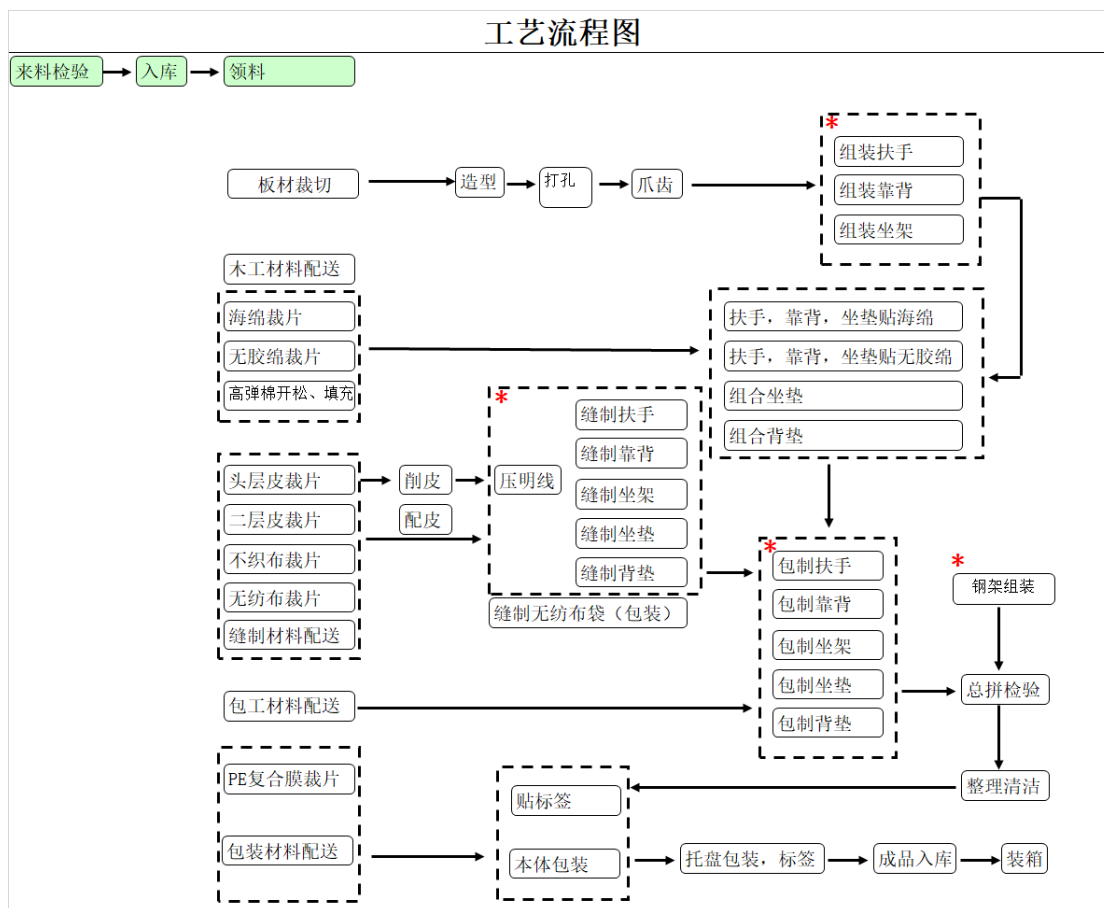 工艺流程图
来料检验
入库
领料
*
组装扶手
组装靠背
组装坐架
板材裁切
造型
打孔
爪齿
木工材料配送
海绵裁片
无胶绵裁片
高弹棉开松、填充
扶手，靠背，坐垫贴海绵
扶手，靠背，坐垫贴无胶绵
组合坐垫
组合背垫
*
缝制扶手
缝制靠背
压明线
缝制坐架
缝制坐垫
缝制背垫
头层皮裁片
削皮
二层皮裁片
配皮
不织布裁片
无纺布裁片
缝制材料配送
缝制无纺布袋（包装）
*
包制扶手
包制靠背
包制坐架
包制坐垫
包制背垫
*
钢架组装
总拼检验
包工材料配送
整理清洁
PE复合膜裁片
包装材料配送
贴标签
本体包装
托盘包装，标签
成品入库
装箱